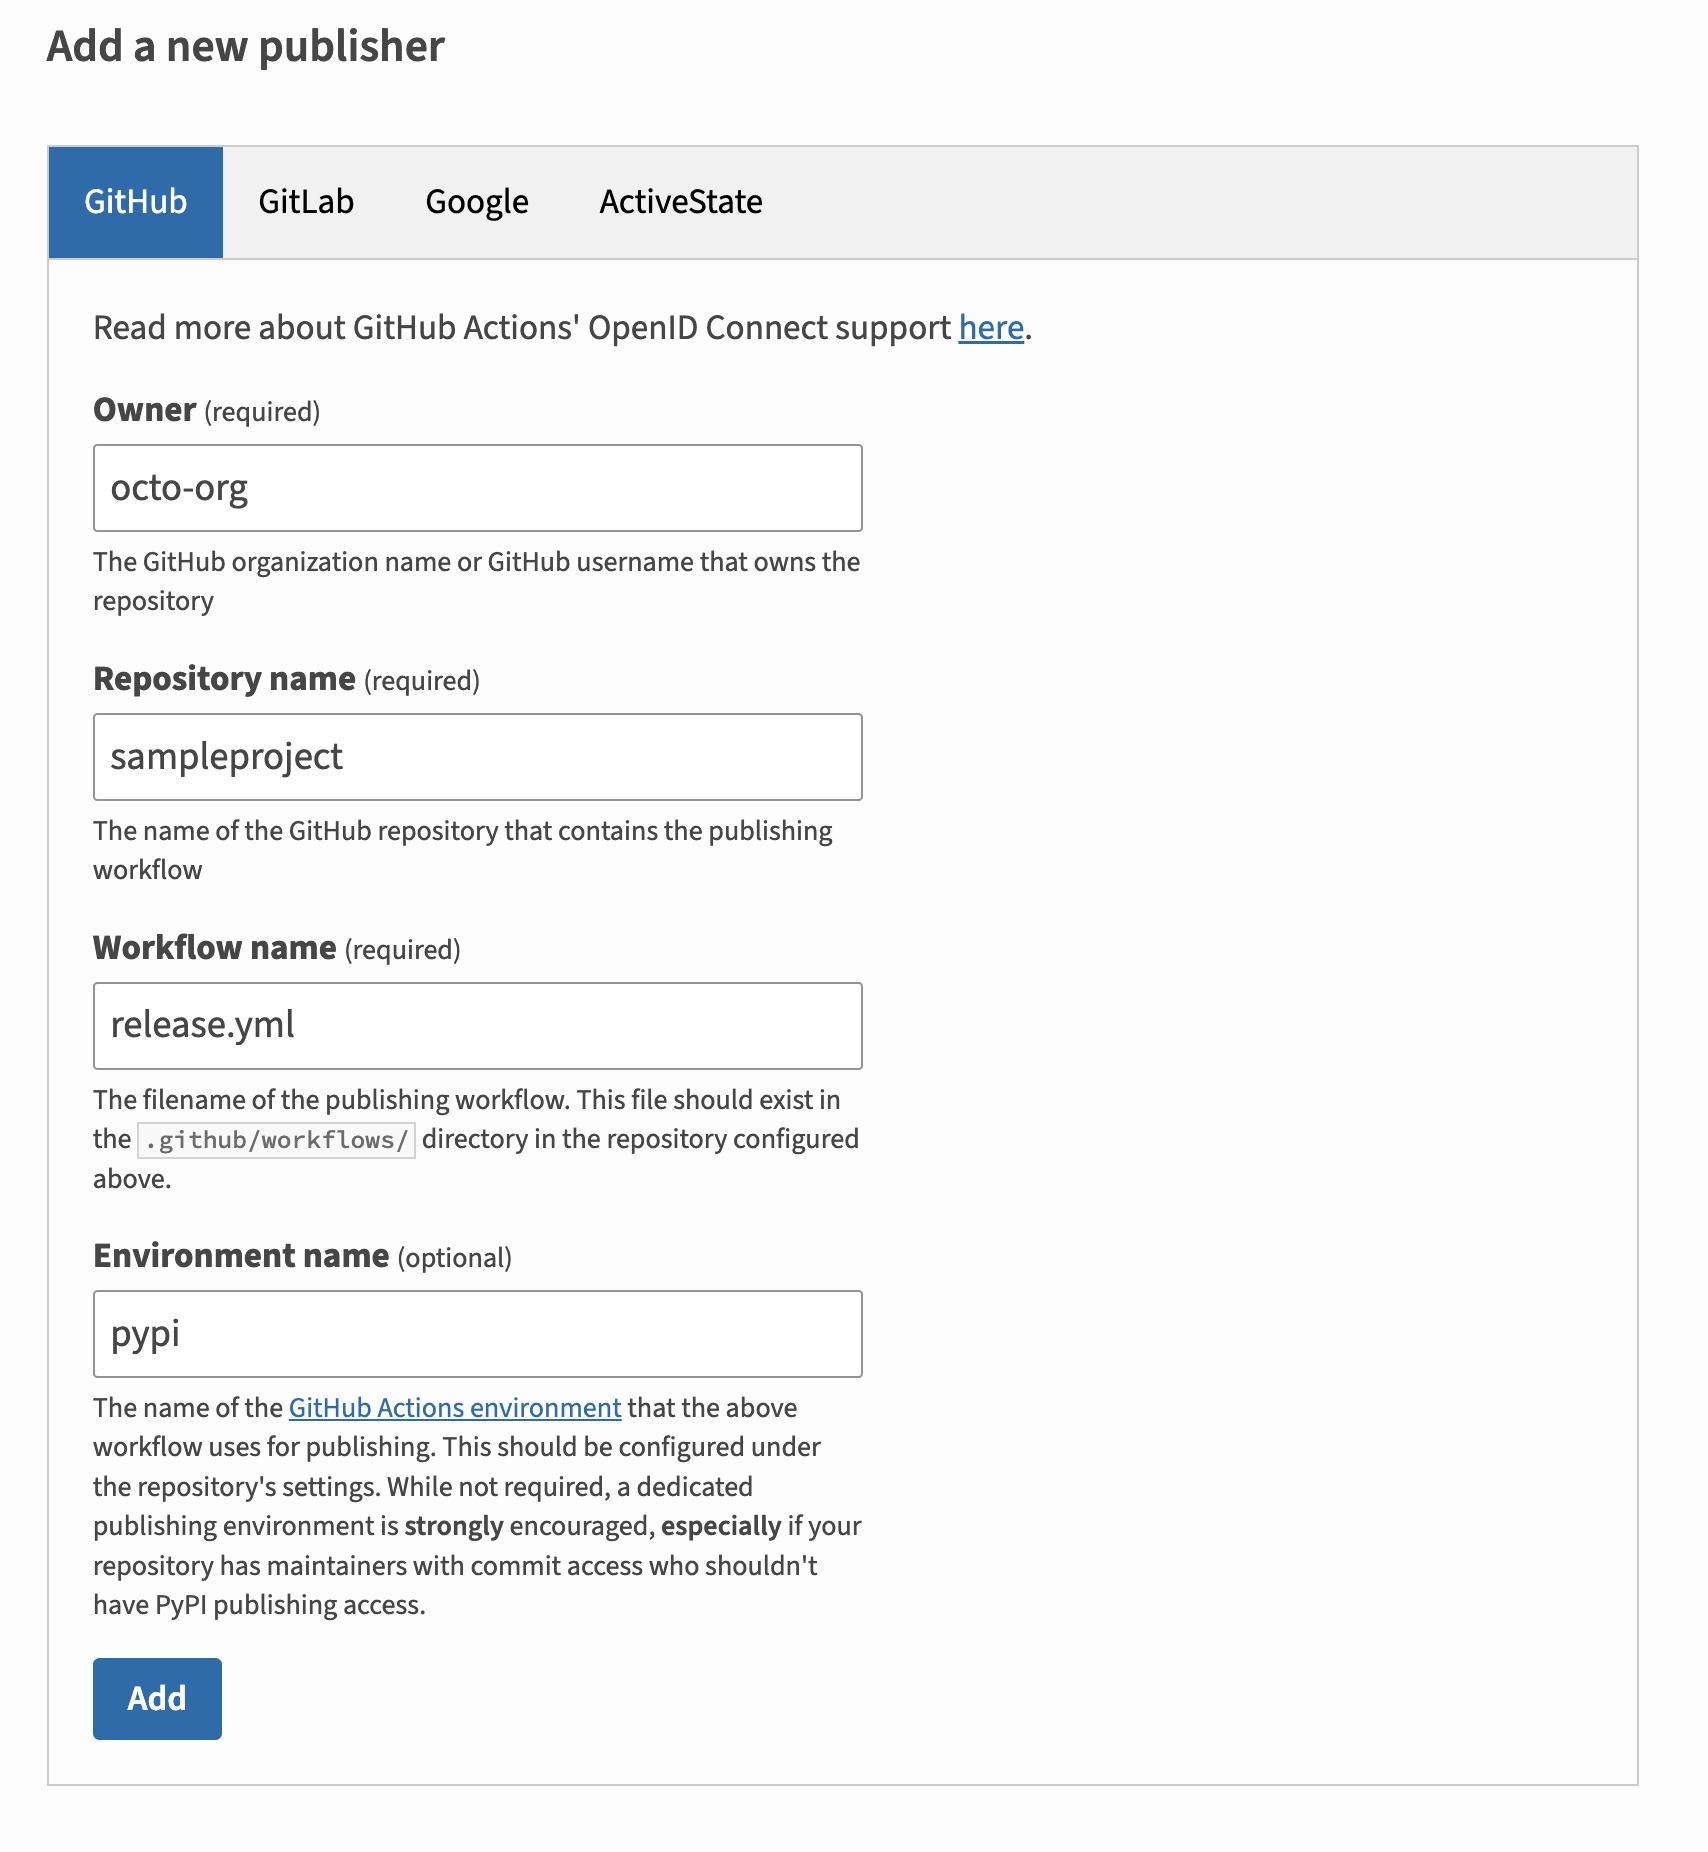 Add a new publisher
GitHub GitLab Google ActiveState
Read more about GitHub Actions' OpenID Connect support here.
Owner (required)
octo-org
The GitHub organization name or GitHub username that owns the
repository
Repository name (required)
sampleproject
The name of the GitHub repository that contains the publishing
workflow
Workflow name (required)
release.yml
The filename of the publishing workflow. This file should exist in
the .github/workflows/ directory in the repository configured
above.
Environment name (optional)
pypi
The name of the GitHub Actions environment that the above
workflow uses for publishing. This should be configured under
the repository's settings. While not required, a dedicated
publishing environment is strongly encouraged, especially if your
repository has maintainers with commit access who shouldn't
have PyPI publishing access.
Add